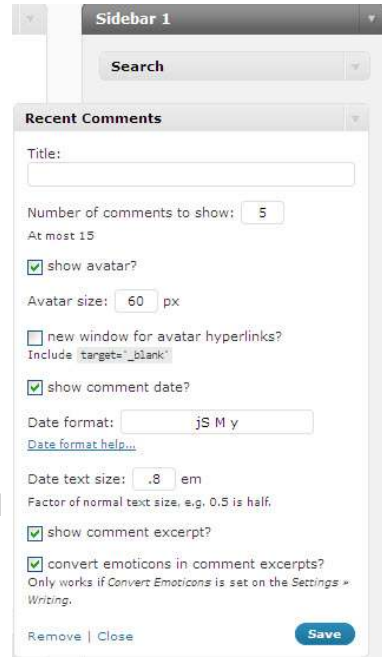 Sidebar 1
Search
Recent Comments
Title:
Number of comments to show: 5
At most 15
show avatar?
Avatar size: 60 px
new window for avatar hyperlinks?
Include target='_blank'
show comment date?
Date format: jS M y
Date format help...
Date text size: .8 em
Factor of normal text size, e.g. 0.5 is half.
show comment excerpt?
convert emoticons in comment excerpts?
Only works if Convert Emoticons is set on the Settings »
Writing.
Remove | Close Save